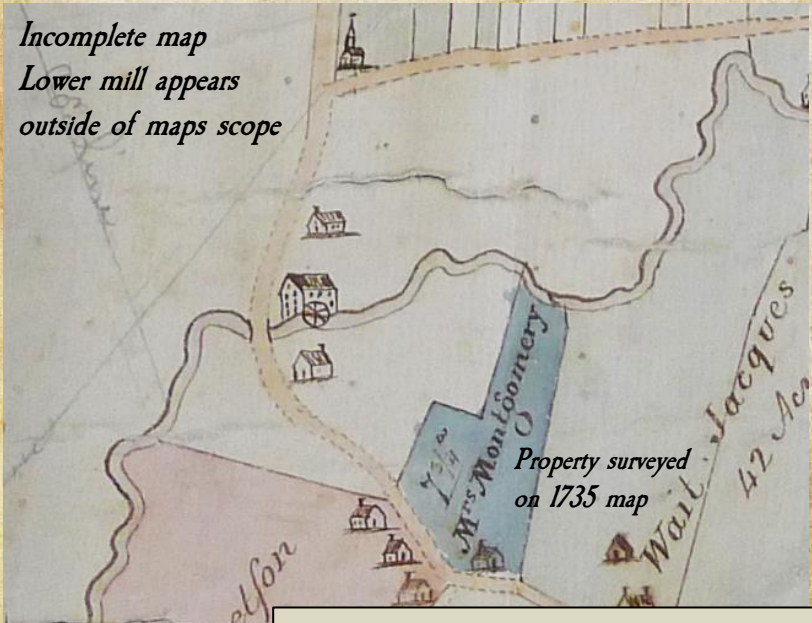 Incomplete map
Lower mill appears
outside of maps scope
Mrs Montgomery
Property surveyed
on 1735 map
Wait Jacques
42 Ac
elson